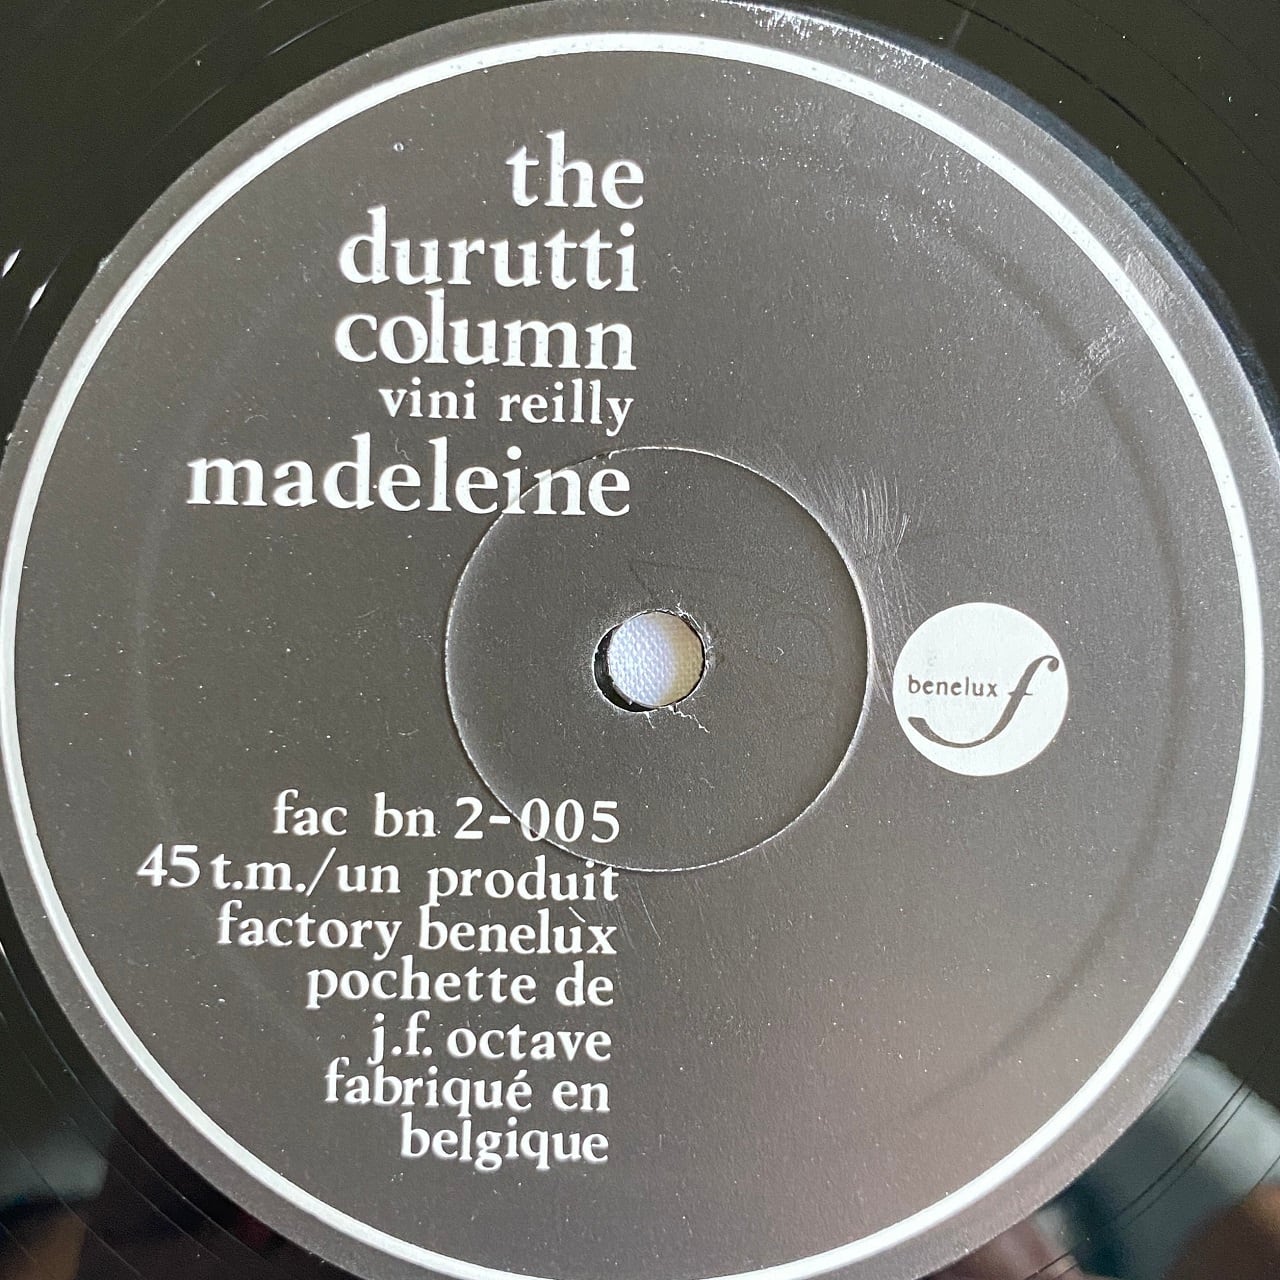 the
durutti
column
vini reilly
madeleine
benelux f
fac bn 2-005
45 t.m./un produit
factory benelux
pochette de
j.f. octave
fabriqué en
belgique